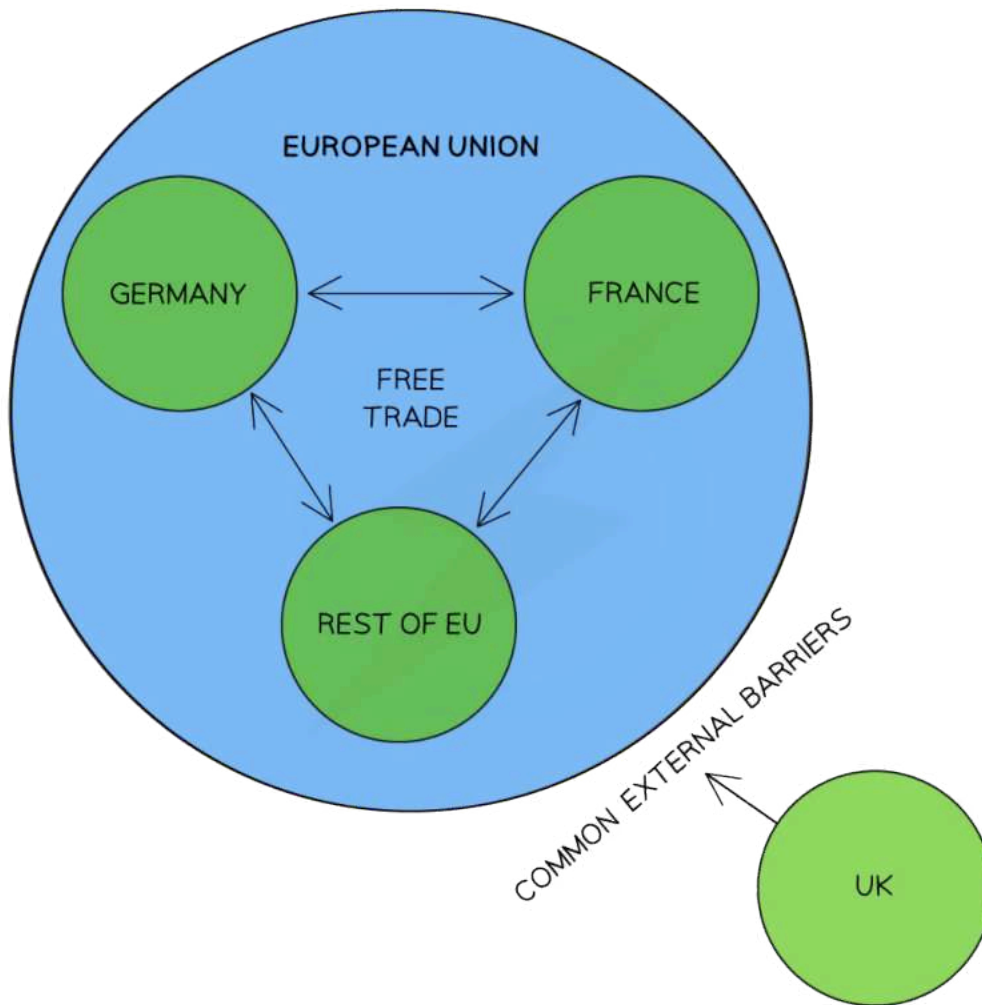 EUROPEAN UNION
GERMANY
FRANCE
FREE
TRADE
REST OF EU
COMMON EXTERNAL BARRIERS
UK